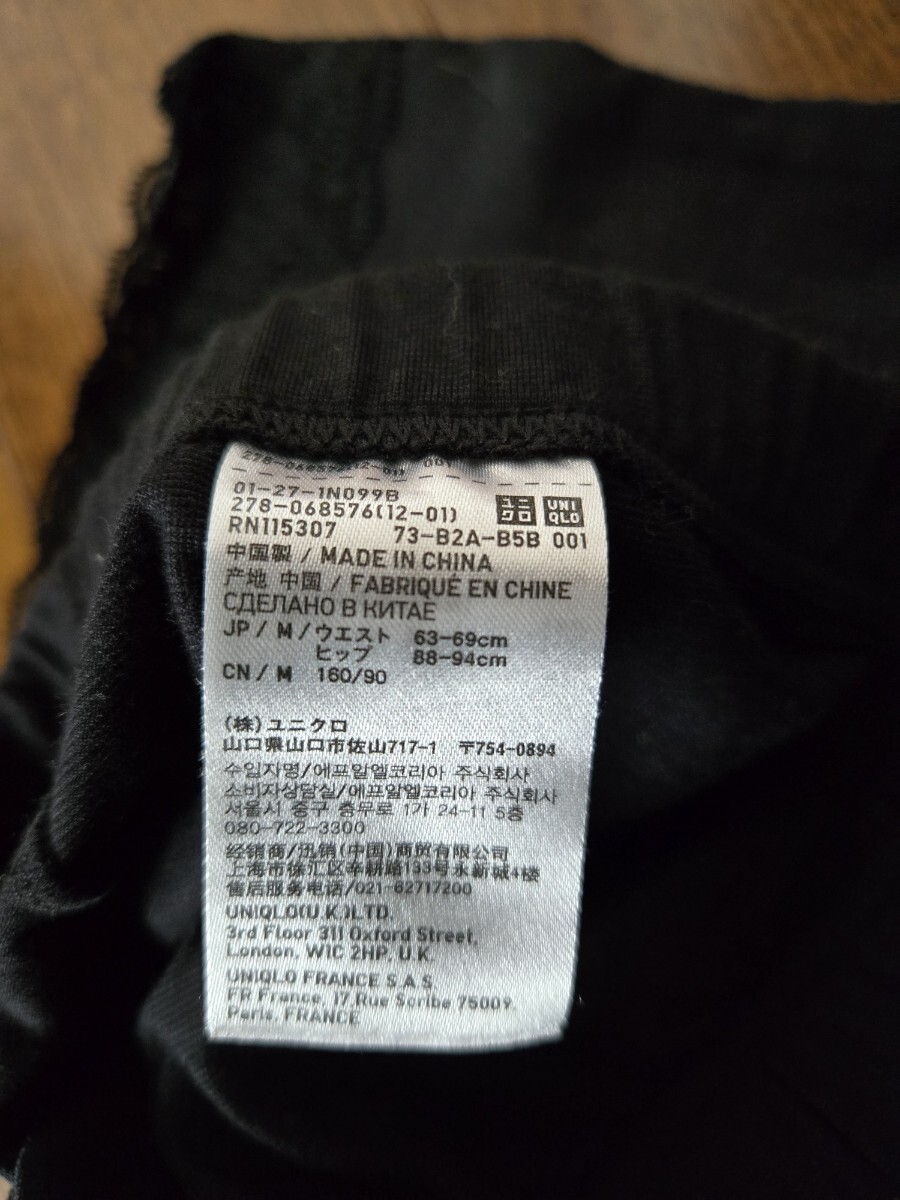 278-068576(12-01) 001
01-27-1N099B
278-068576(12-01)
ユニクロ
UNIQLO
RN115307 73-B2A-B5B 001
中国製 / MADE IN CHINA
产地 中国 / FABRIQUÉ EN CHINE
СДЕЛАНО В КИТАЕ
JP / M / ウエスト 63-69cm
ヒップ 88-94cm
CN / M 160/90
(株)ユニクロ
山口県山口市佐山717-1 〒754-0894
수입자명/에프알엘코리아 주식회사
소비자상담실/에프알엘코리아 주식회사
서울시 중구 충무로 1가 24-11 5층
080-722-3300
经销商/迅销(中国)商贸有限公司
上海市徐汇区辛耕路133号永新城4楼
售后服务电话/021-62717200
UNIQLO(U.K.)LTD.
3rd Floor 311 Oxford Street,
London, W1C 2HP, U.K.
UNIQLO FRANCE S.A.S.
FR France, 17,Rue Scribe 75009,
Paris, FRANCE